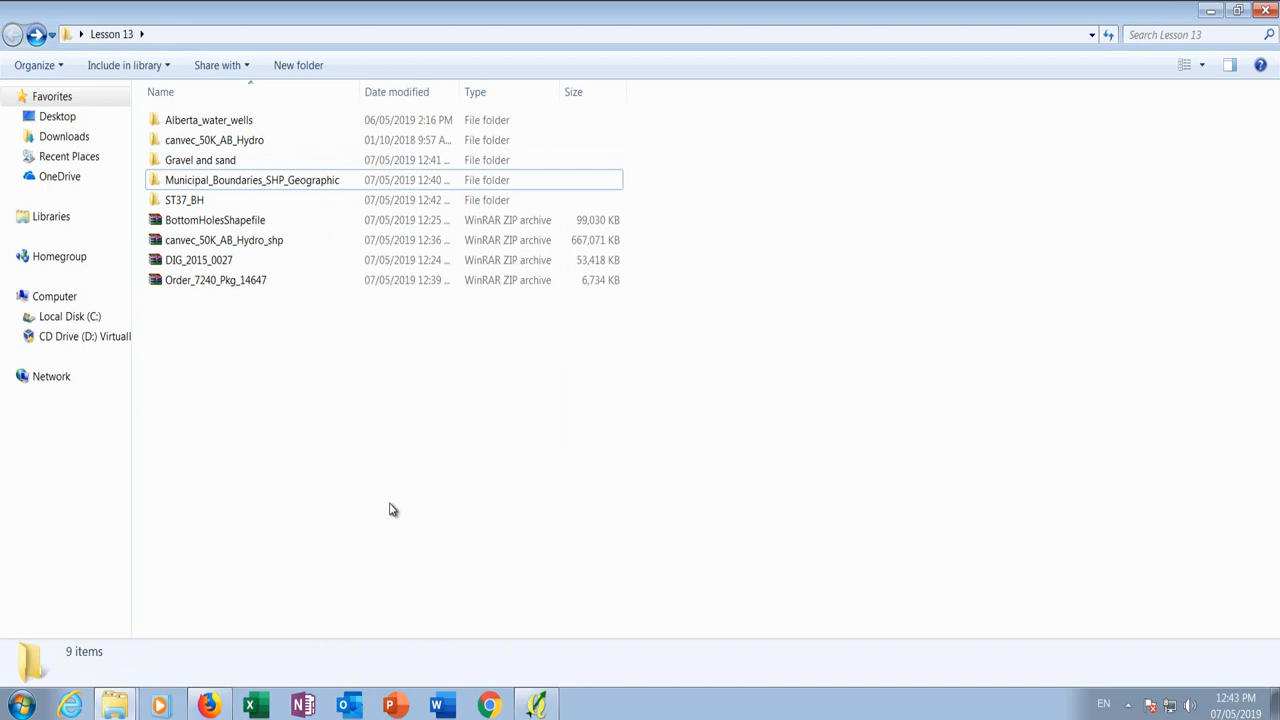 Lesson 13
Search Lesson 13
Organize Include in library Share with New folder
Name Date modified Type Size
Favorites
Desktop
Downloads
Recent Places
OneDrive
Libraries
Homegroup
Computer
Local Disk (C:)
CD Drive (D:) Virtuall
Network
Alberta_water_wells 06/05/2019 2:16 PM File folder
canvec_50K_AB_Hydro 01/10/2018 9:57 A... File folder
Gravel and sand 07/05/2019 12:41 ... File folder
Municipal_Boundaries_SHP_Geographic 07/05/2019 12:40 ... File folder
ST37_BH 07/05/2019 12:42 ... File folder
BottomHolesShapefile 07/05/2019 12:25 ... WinRAR ZIP archive 99,030 KB
canvec_50K_AB_Hydro_shp 07/05/2019 12:36 ... WinRAR ZIP archive 667,071 KB
DIG_2015_0027 07/05/2019 12:24 ... WinRAR ZIP archive 53,418 KB
Order_7240_Pkg_14647 07/05/2019 12:39 ... WinRAR ZIP archive 6,734 KB
9 items
EN
12:43 PM
07/05/2019